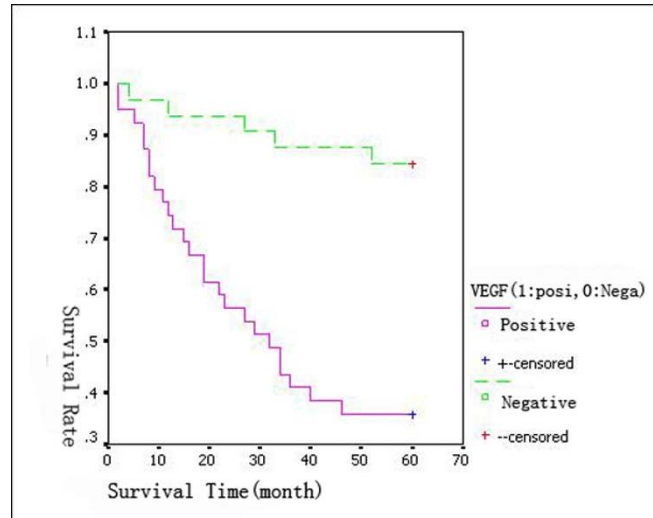 1.1
1.0
.9
.8
.7
.6
.5
.4
.3
Survival Rate
0 10 20 30 40 50 60 70
Survival Time(month)
VEGF(1:posi,0:Nega)
Positive
+-censored
Negative
--censored